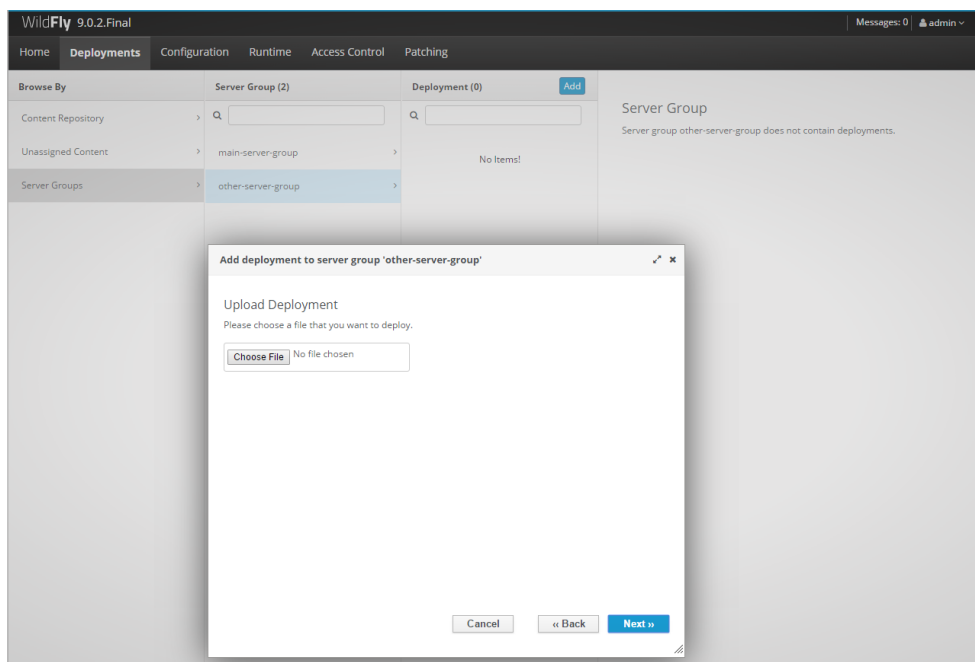 WildFly 9.0.2.Final
Messages: 0
admin
Home
Deployments
Configuration
Runtime
Access Control
Patching
Browse By
Content Repository
Unassigned Content
Server Groups
Server Group (2)
main-server-group
other-server-group
Deployment (0)
Add
No Items!
Server Group
Server group other-server-group does not contain deployments.
Add deployment to server group 'other-server-group'
Upload Deployment
Please choose a file that you want to deploy.
Choose File No file chosen
Cancel
‹‹ Back
Next ››